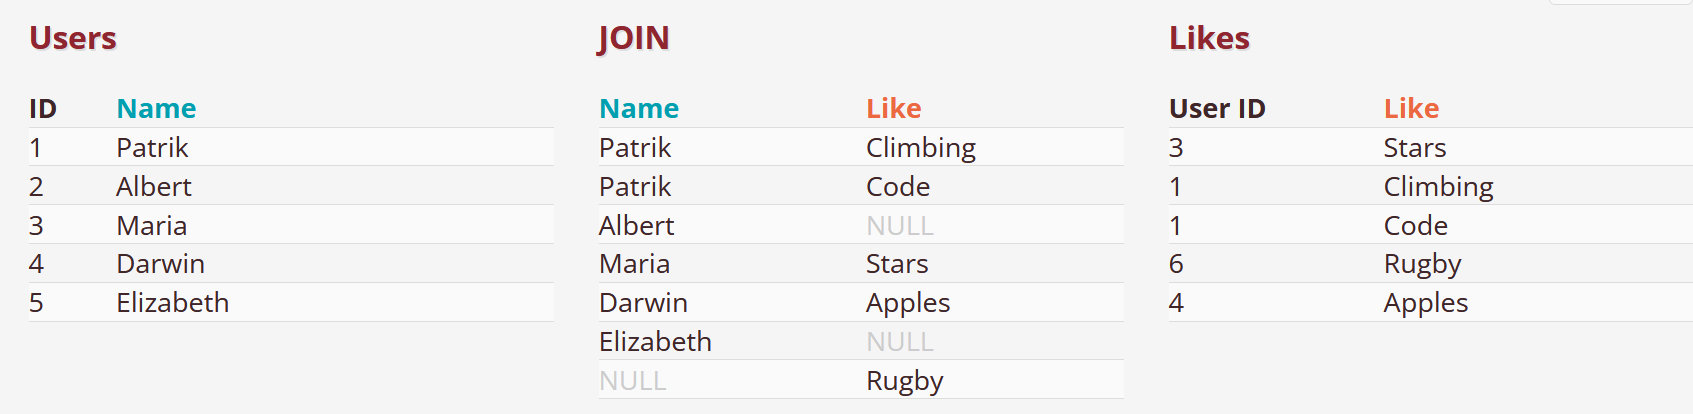 Users
ID Name
1 Patrik
2 Albert
3 Maria
4 Darwin
5 Elizabeth
JOIN
Name Like
Patrik Climbing
Patrik Code
Albert NULL
Maria Stars
Darwin Apples
Elizabeth NULL
NULL Rugby
Likes
User ID Like
3 Stars
1 Climbing
1 Code
6 Rugby
4 Apples